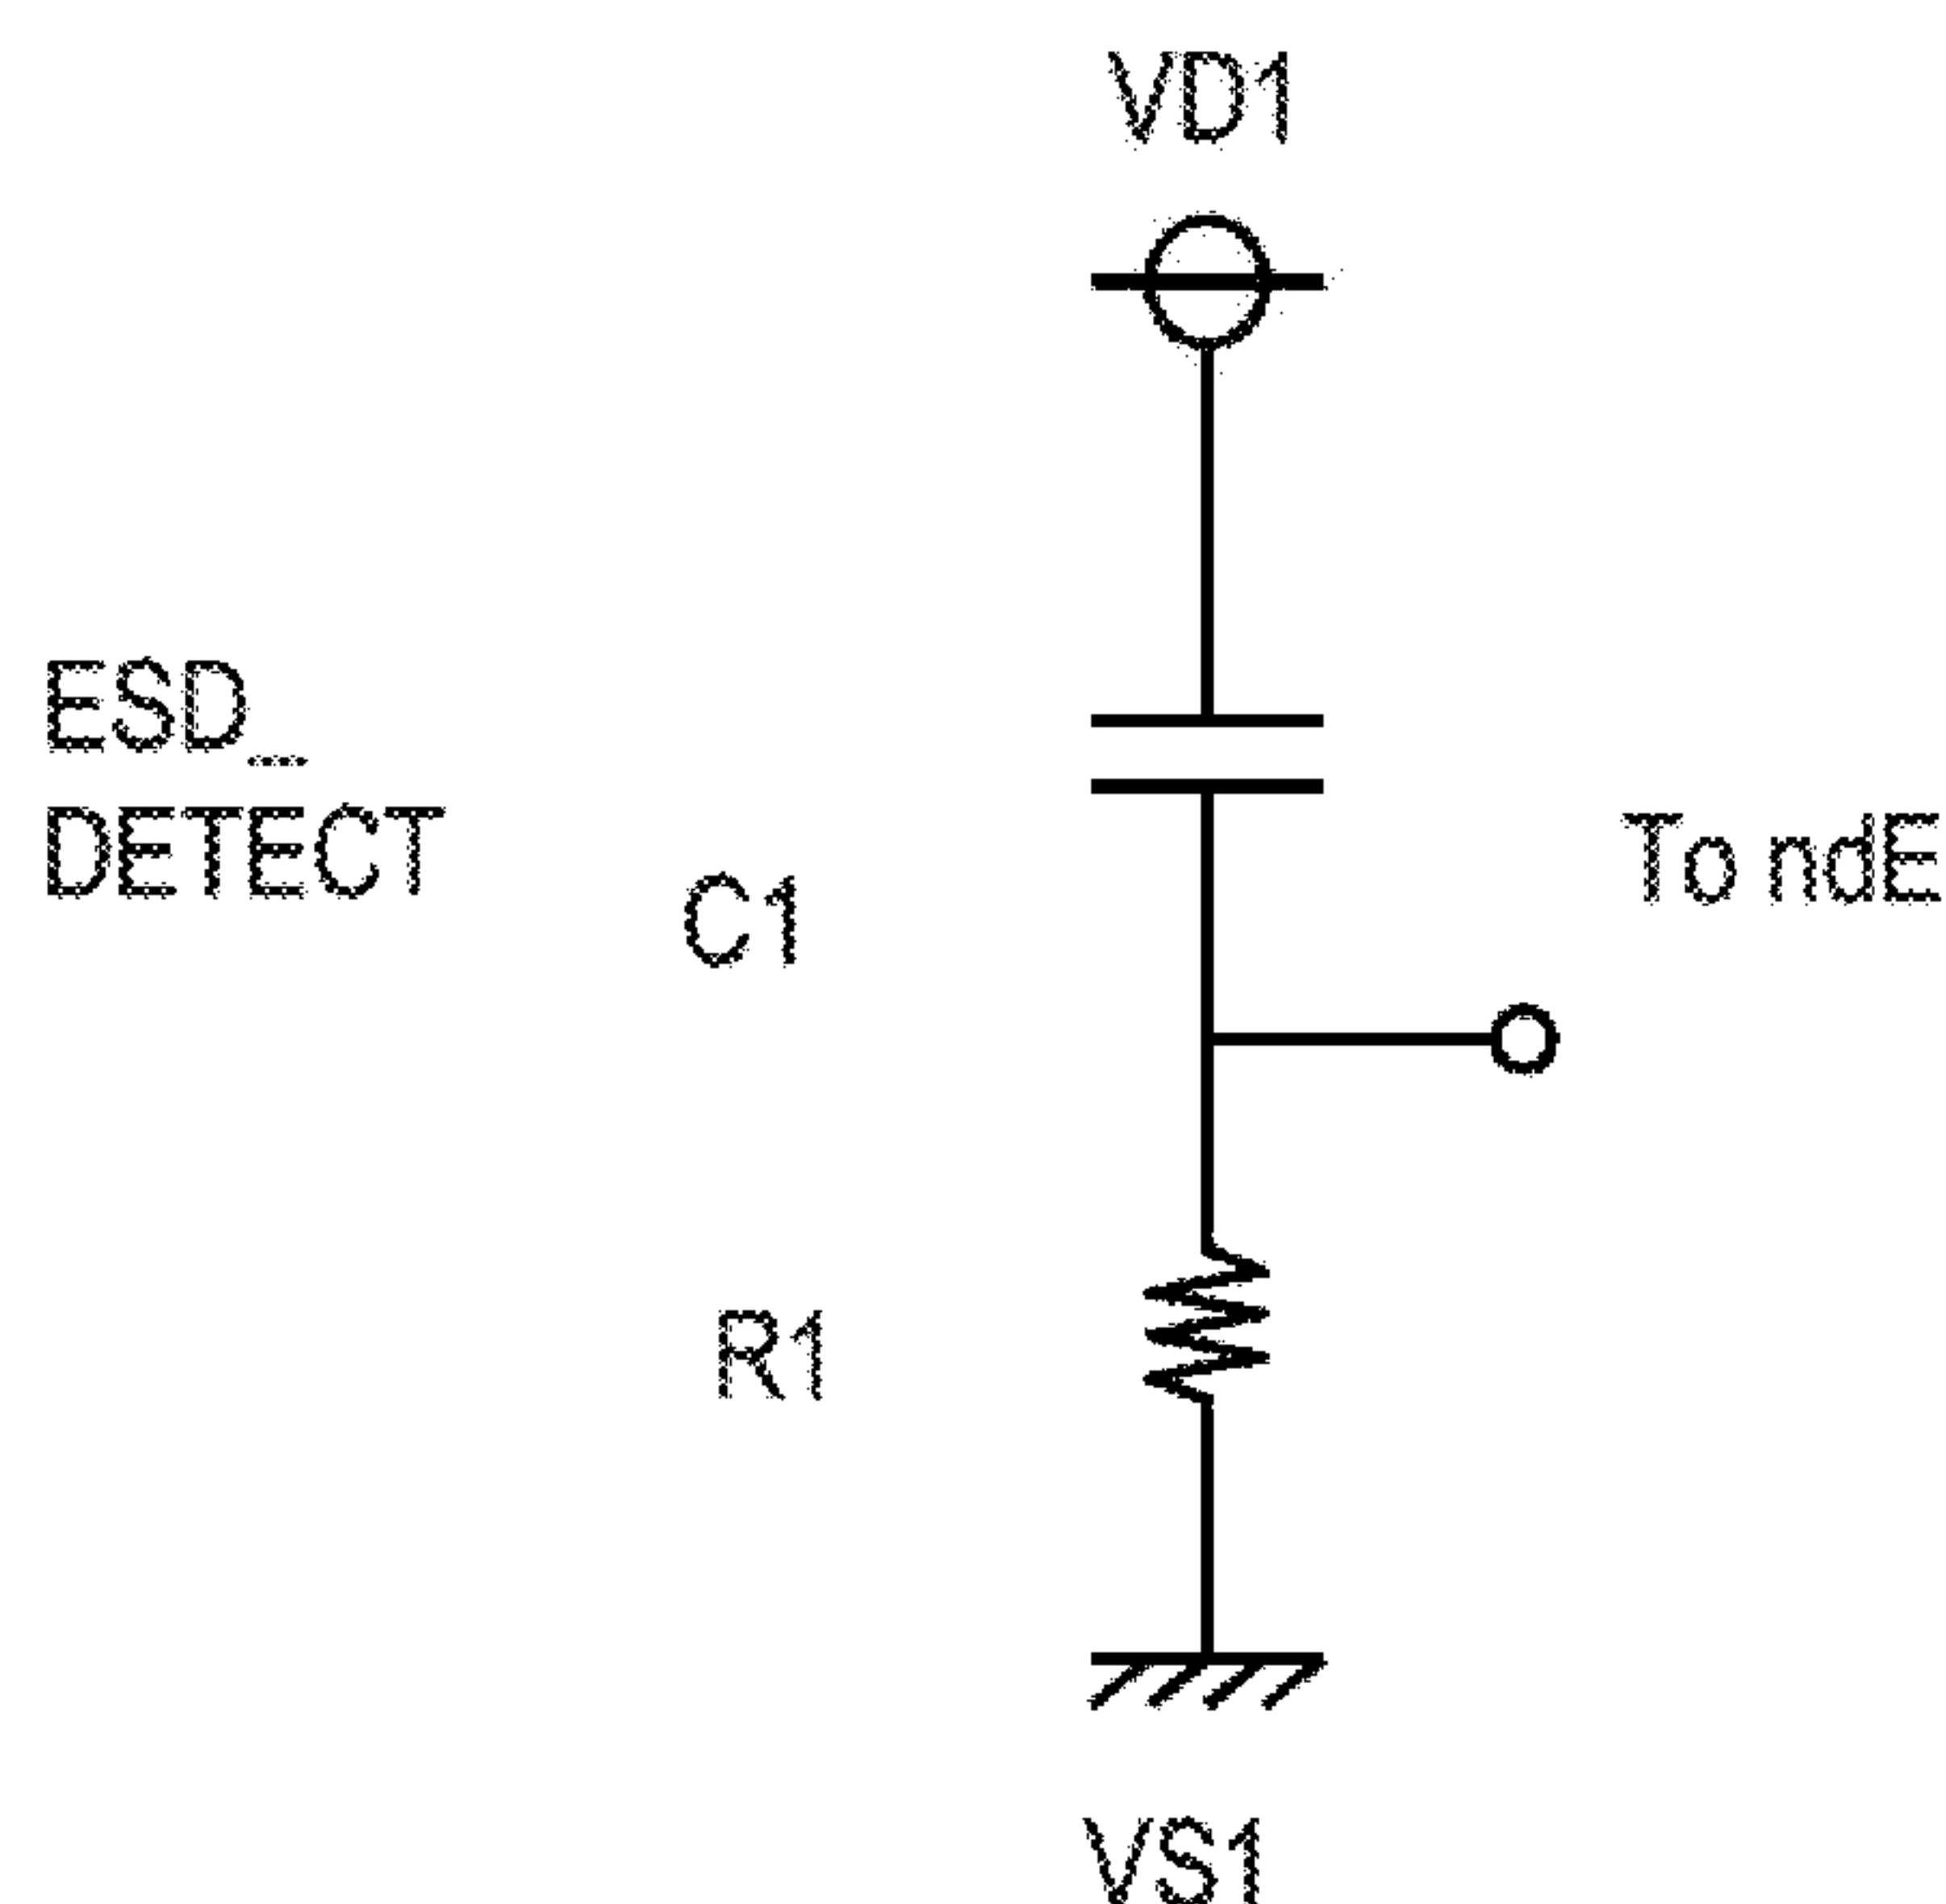 VD1
ESD_
DETECT
To ndE
C1
R1
VS1